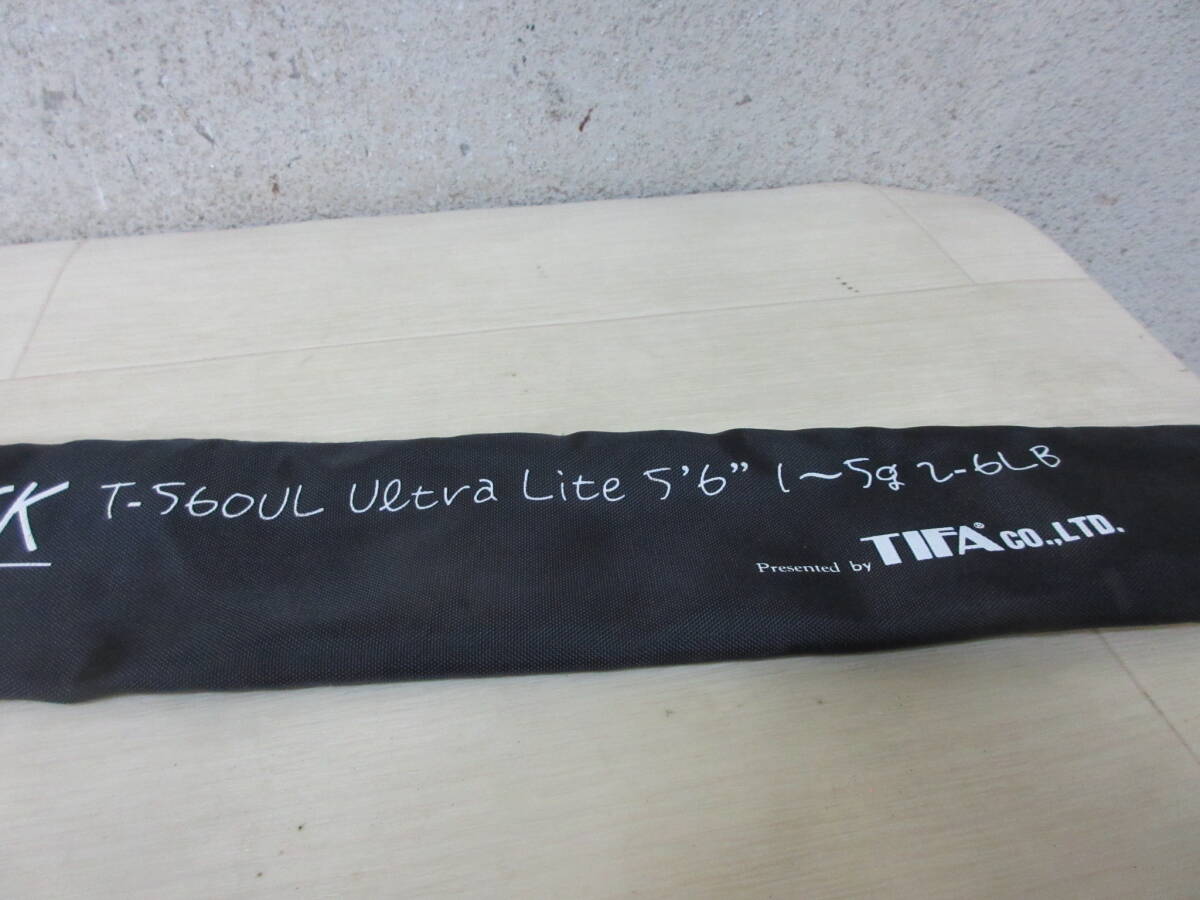 T-560UL Ultra Lite 5'6" 1~5g 2-6LB
Presented by TIFA® CO.,LTD.